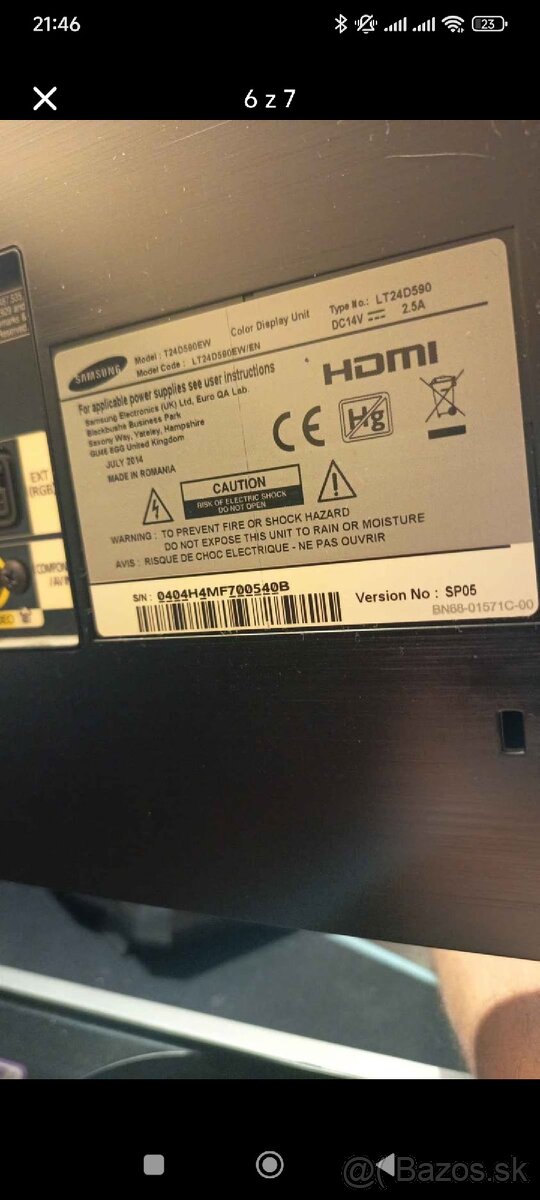 21:46
23
6 z 7
SAMSUNG
Model : T24D590EW
Model Code : LT24D590EW/EN
Color Display Unit
Type No.: LT24D590
DC14V 2.5A
For applicable power supplies see user instructions
Samsung Electronics (UK) Ltd, Euro QA Lab.
Blackbushe Business Park
Saxony Way, Yateley, Hampshire
GU46 6GG United Kingdom
JULY 2014
MADE IN ROMANIA
HDMI
CE
Hg
CAUTION
RISK OF ELECTRIC SHOCK
DO NOT OPEN
WARNING : TO PREVENT FIRE OR SHOCK HAZARD
DO NOT EXPOSE THIS UNIT TO RAIN OR MOISTURE
AVIS : RISQUE DE CHOC ELECTRIQUE - NE PAS OUVRIR
S/N : 0404H4MF700540B
Version No : SP05
BN68-01571C-00
EXT
(RGB)
COMPON
/AV IN
Bazos.sk